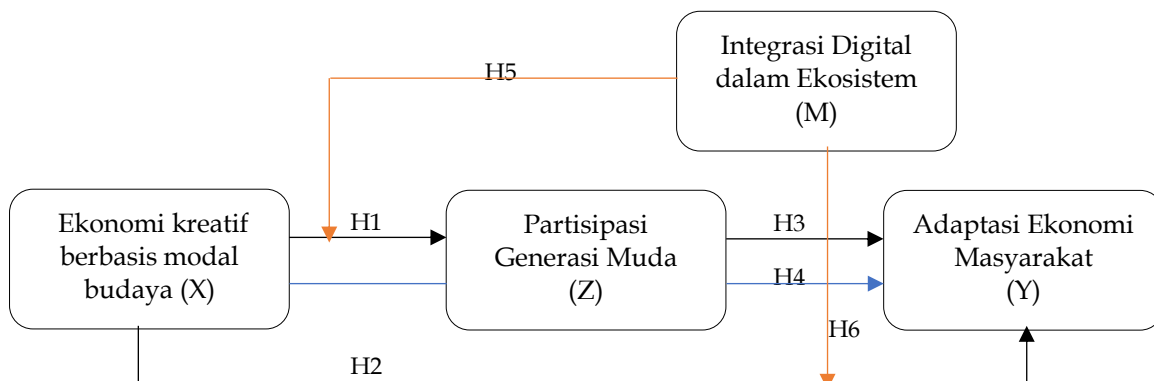 Integrasi Digital
dalam Ekosistem
(M)
H5
Ekonomi kreatif
berbasis modal
budaya (X)
H1
Partisipasi
Generasi Muda
(Z)
H3
H4
Adaptasi Ekonomi
Masyarakat
(Y)
H6
H2